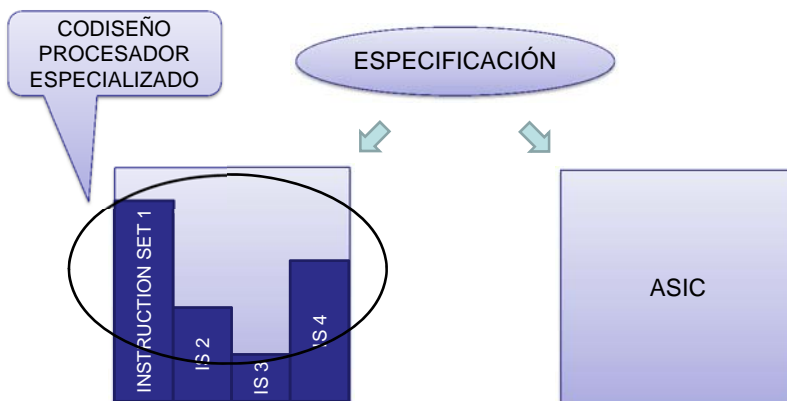 CODISEÑO
PROCESADOR
ESPECIALIZADO
ESPECIFICACIÓN
INSTRUCTION SET 1
IS 2
IS 3
IS 4
ASIC